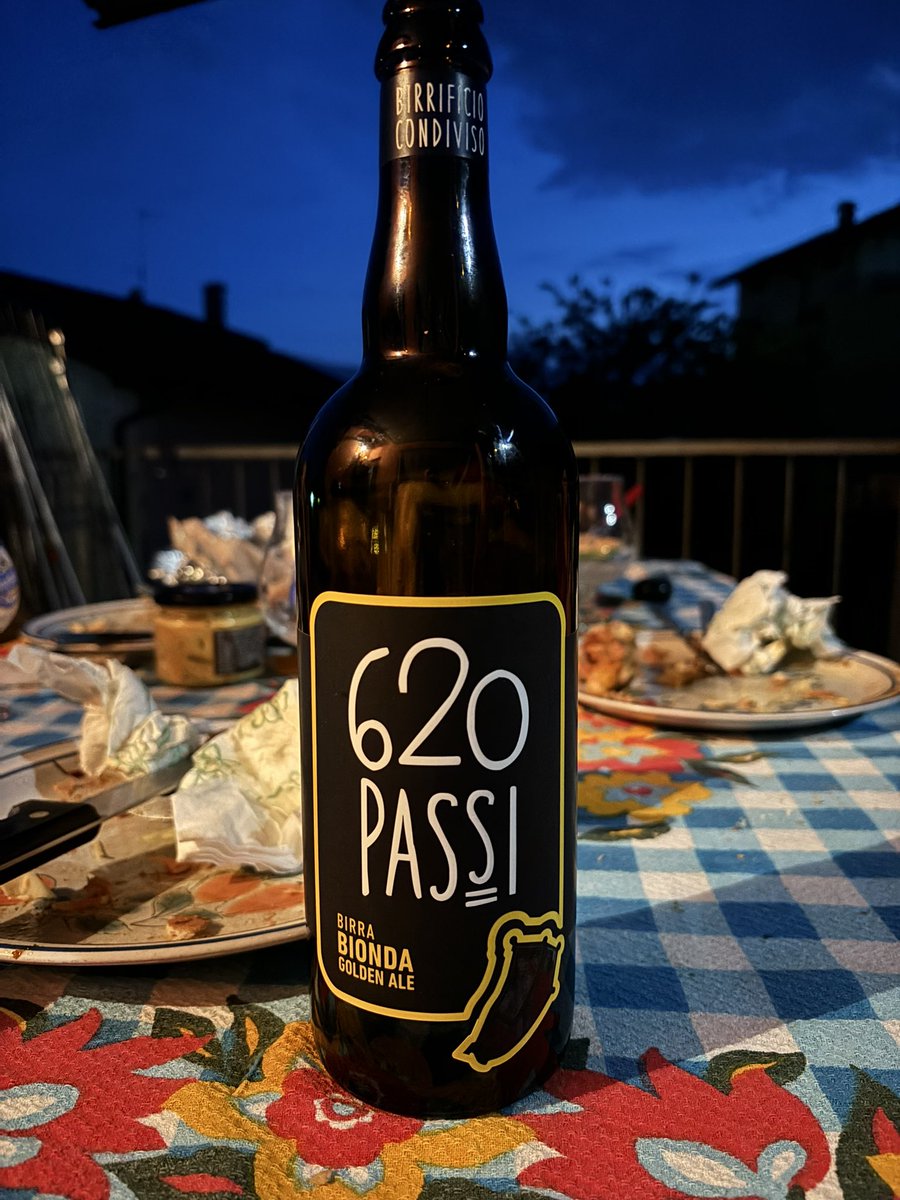 BIRRIFICIO
CONDIVISO
620
PASSI
BIRRA
BIONDA
GOLDEN ALE